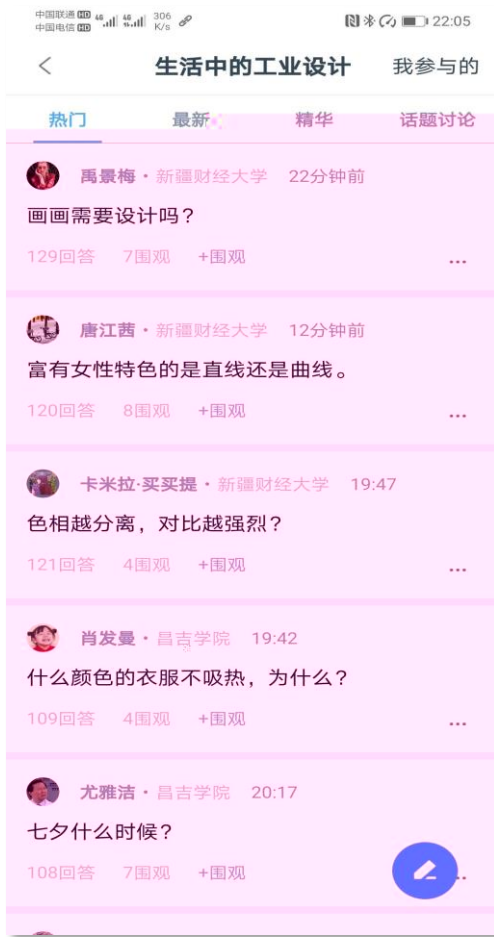 中国联通 HD 4G 4G 306
中国电信 HD K/s 22:05
生活中的工业设计 我参与的
热门 最新 精华 话题讨论
禹景梅·新疆财经大学 22分钟前
画画需要设计吗?
129回答 7围观 +围观 ...
唐江茜·新疆财经大学 12分钟前
富有女性特色的是直线还是曲线。
120回答 8围观 +围观 ...
卡米拉·买买提·新疆财经大学 19:47
色相越分离，对比越强烈?
121回答 4围观 +围观 ...
肖发曼·昌吉学院 19:42
什么颜色的衣服不吸热，为什么?
109回答 4围观 +围观 ...
尤雅洁·昌吉学院 20:17
七夕什么时候?
108回答 7围观 +围观